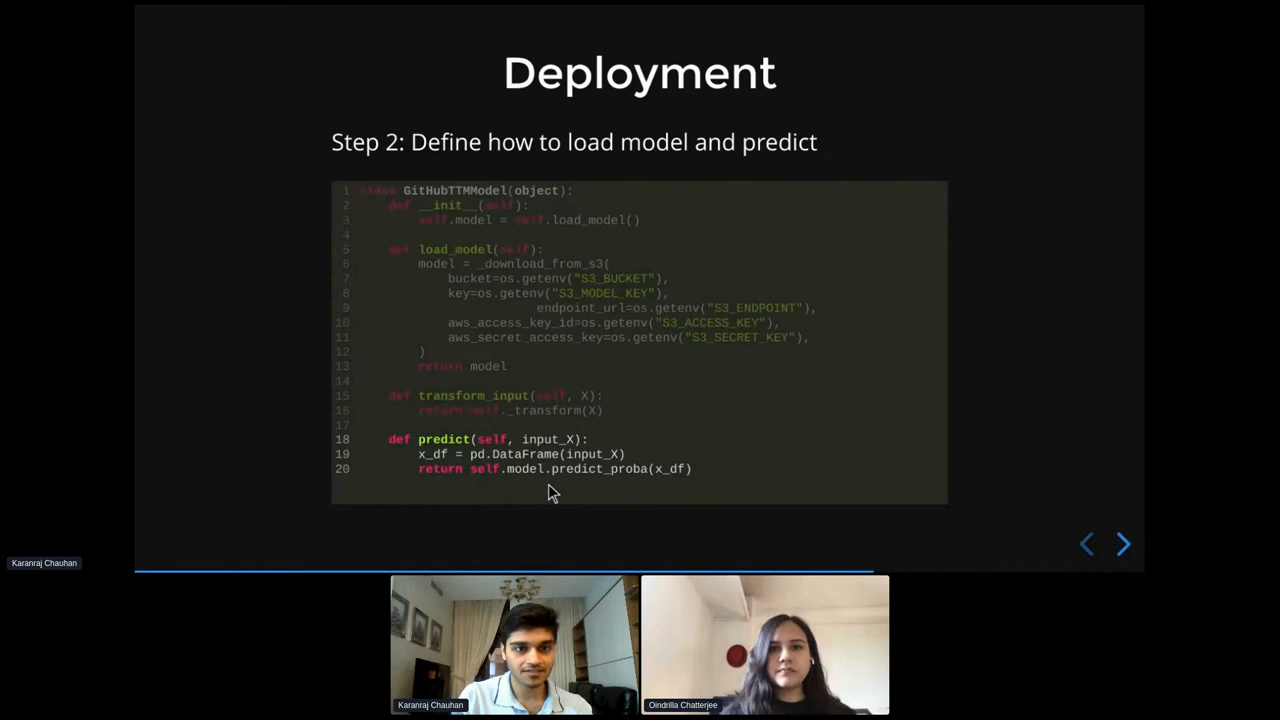 Deployment
Step 2: Define how to load model and predict
1 class GitHubTTMModel(object):
2     def __init__(self):
3         self.model = self.load_model()
4
5     def load_model(self):
6         model = _download_from_s3(
7             bucket=os.getenv("S3_BUCKET"),
8             key=os.getenv("S3_MODEL_KEY"),
9                         endpoint_url=os.getenv("S3_ENDPOINT"),
10             aws_access_key_id=os.getenv("S3_ACCESS_KEY"),
11             aws_secret_access_key=os.getenv("S3_SECRET_KEY"),
12         )
13         return model
14
15     def transform_input(self, X):
16         return self._transform(X)
17
18     def predict(self, input_X):
19         x_df = pd.DataFrame(input_X)
20         return self.model.predict_proba(x_df)
Karanraj Chauhan
Karanraj Chauhan
Oindrilla Chatterjee